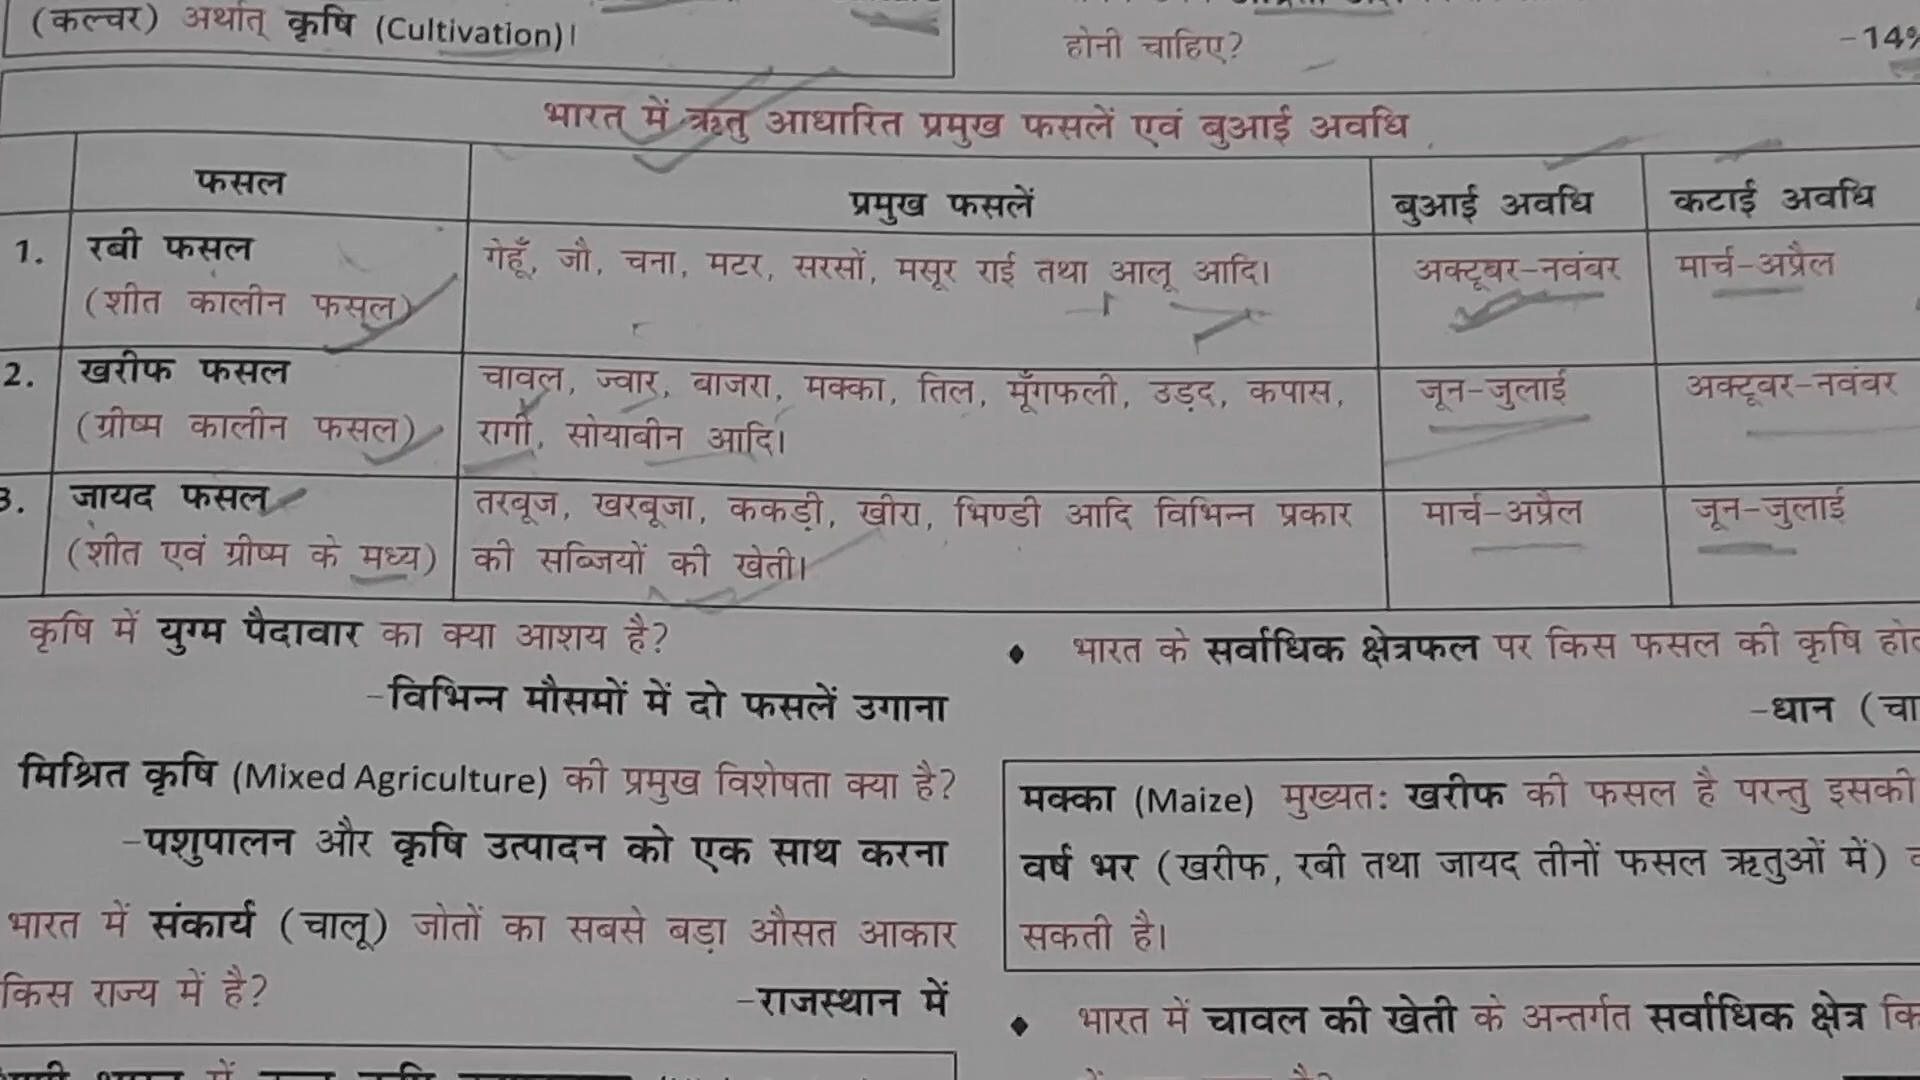 (कल्चर) अर्थात् कृषि (Cultivation)।
होनी चाहिए?
-14%
भारत में ऋतु आधारित प्रमुख फसलें एवं बुआई अवधि
फसल प्रमुख फसलें बुआई अवधि कटाई अवधि
1. रबी फसल गेहूँ, जौ, चना, मटर, सरसों, मसूर राई तथा आलू आदि। अक्टूबर-नवंबर मार्च-अप्रैल
(शीत कालीन फसल)
2. खरीफ फसल चावल, ज्वार, बाजरा, मक्का, तिल, मूँगफली, उड़द, कपास, जून-जुलाई अक्टूबर-नवंबर
(ग्रीष्म कालीन फसल) रागी, सोयाबीन आदि।
3. जायद फसल तरबूज, खरबूजा, ककड़ी, खीरा, भिण्डी आदि विभिन्न प्रकार मार्च-अप्रैल जून-जुलाई
(शीत एवं ग्रीष्म के मध्य) की सब्जियों की खेती।
कृषि में युग्म पैदावार का क्या आशय है?
-विभिन्न मौसमों में दो फसलें उगाना
मिश्रित कृषि (Mixed Agriculture) की प्रमुख विशेषता क्या है?
-पशुपालन और कृषि उत्पादन को एक साथ करना
भारत में संकार्य (चालू) जोतों का सबसे बड़ा औसत आकार
किस राज्य में है?
-राजस्थान में
♦ भारत के सर्वाधिक क्षेत्रफल पर किस फसल की कृषि
-धान
मक्का (Maize) मुख्यत: खरीफ की फसल है परन्तु इसकी
वर्ष भर (खरीफ, रबी तथा जायद तीनों फसल ऋतुओं में)
सकती है।
♦ भारत में चावल की खेती के अन्तर्गत सर्वाधिक क्षेत्र